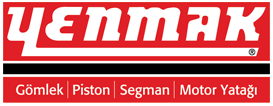 YENMAK ®
Gömlek | Piston | Segman | Motor Yatağı